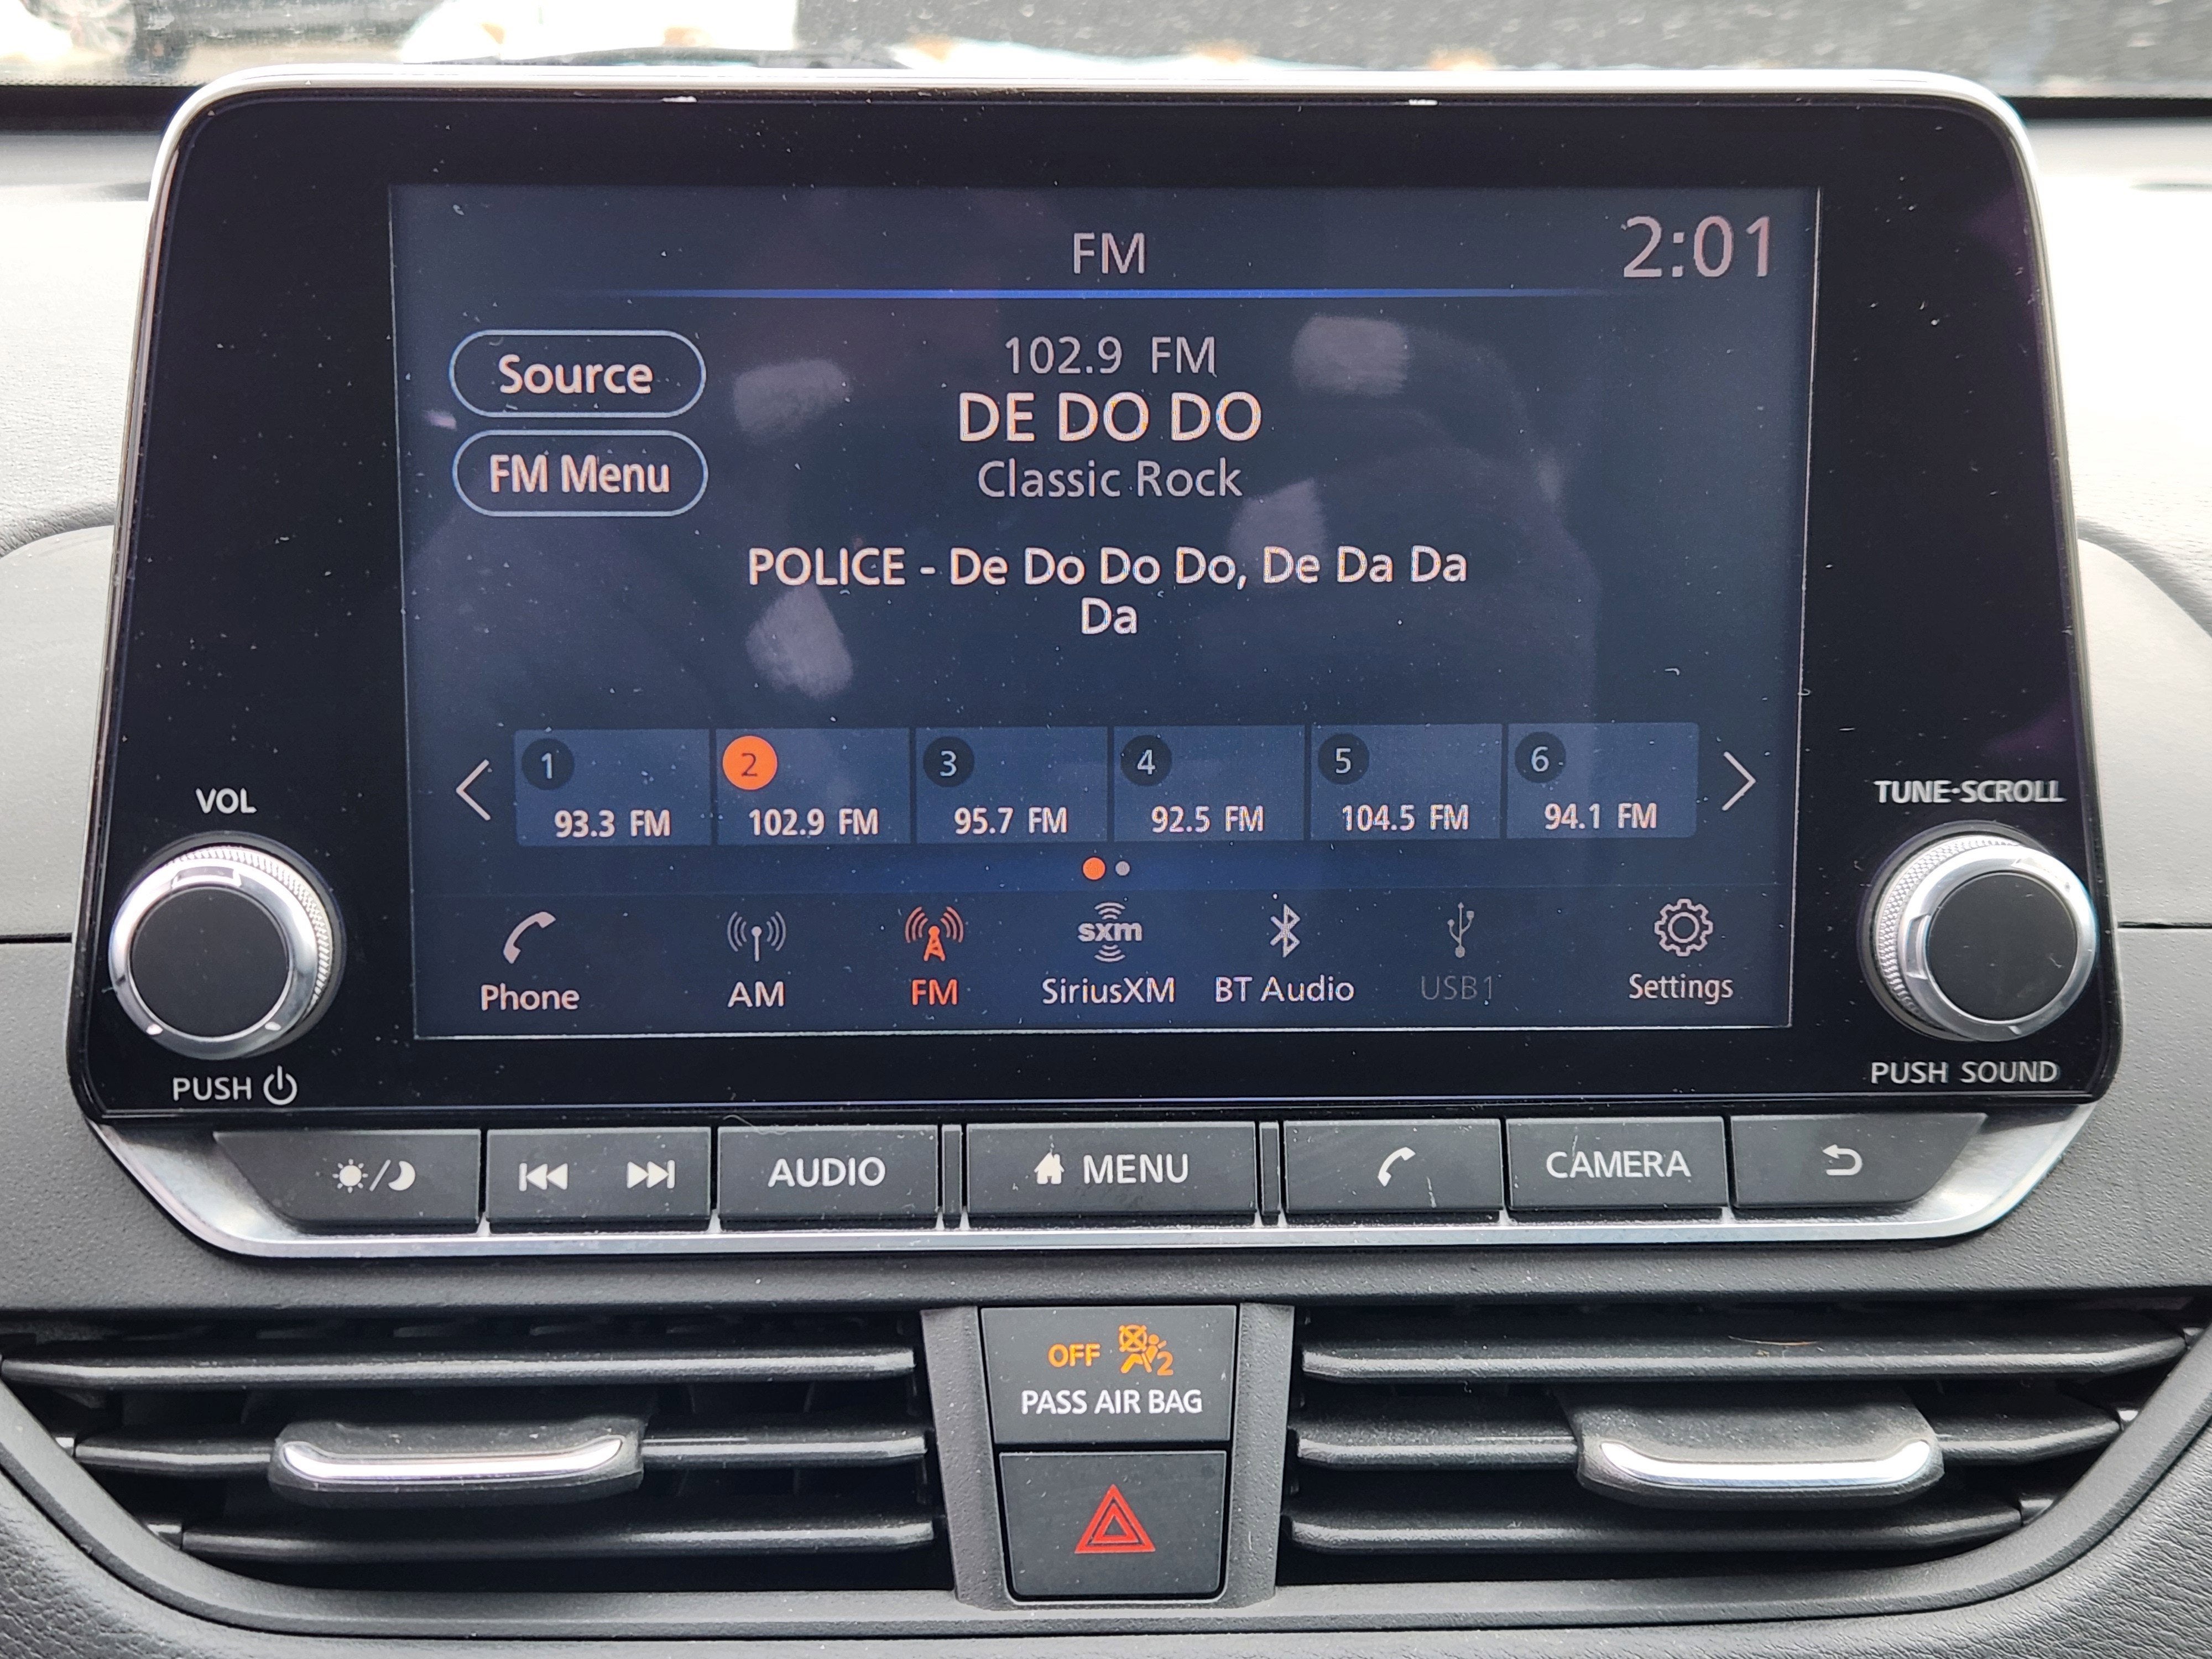 FM
2:01
Source
102.9 FM
DE DO DO
FM Menu
Classic Rock
POLICE - De Do Do Do, De Da Da
Da
1
2
3
4
5
6
93.3 FM
102.9 FM
95.7 FM
92.5 FM
104.5 FM
94.1 FM
VOL
TUNE·SCROLL
sxm
Phone
AM
FM
SiriusXM
BT Audio
USB1
Settings
PUSH
PUSH SOUND
AUDIO
MENU
CAMERA
OFF
2
PASS AIR BAG